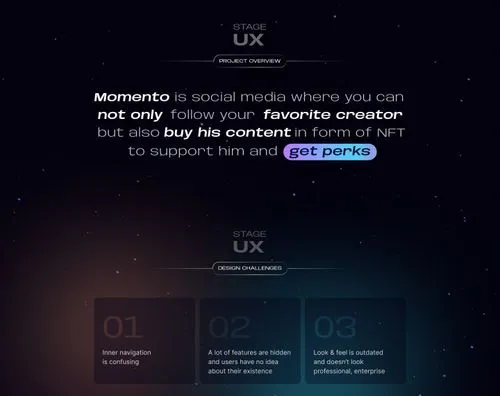 STAGE
UX
PROJECT OVERVIEW
Momento is social media where you can
not only follow your favorite creator
but also buy his content in form of NFT
to support him and get perks
STAGE
UX
DESIGN CHALLENGES
01
Inner navigation
is confusing
02
A lot of features are hidden
and users have no idea
about their existence
03
Look & feel is outdated
and doesn't look
professional, enterprise